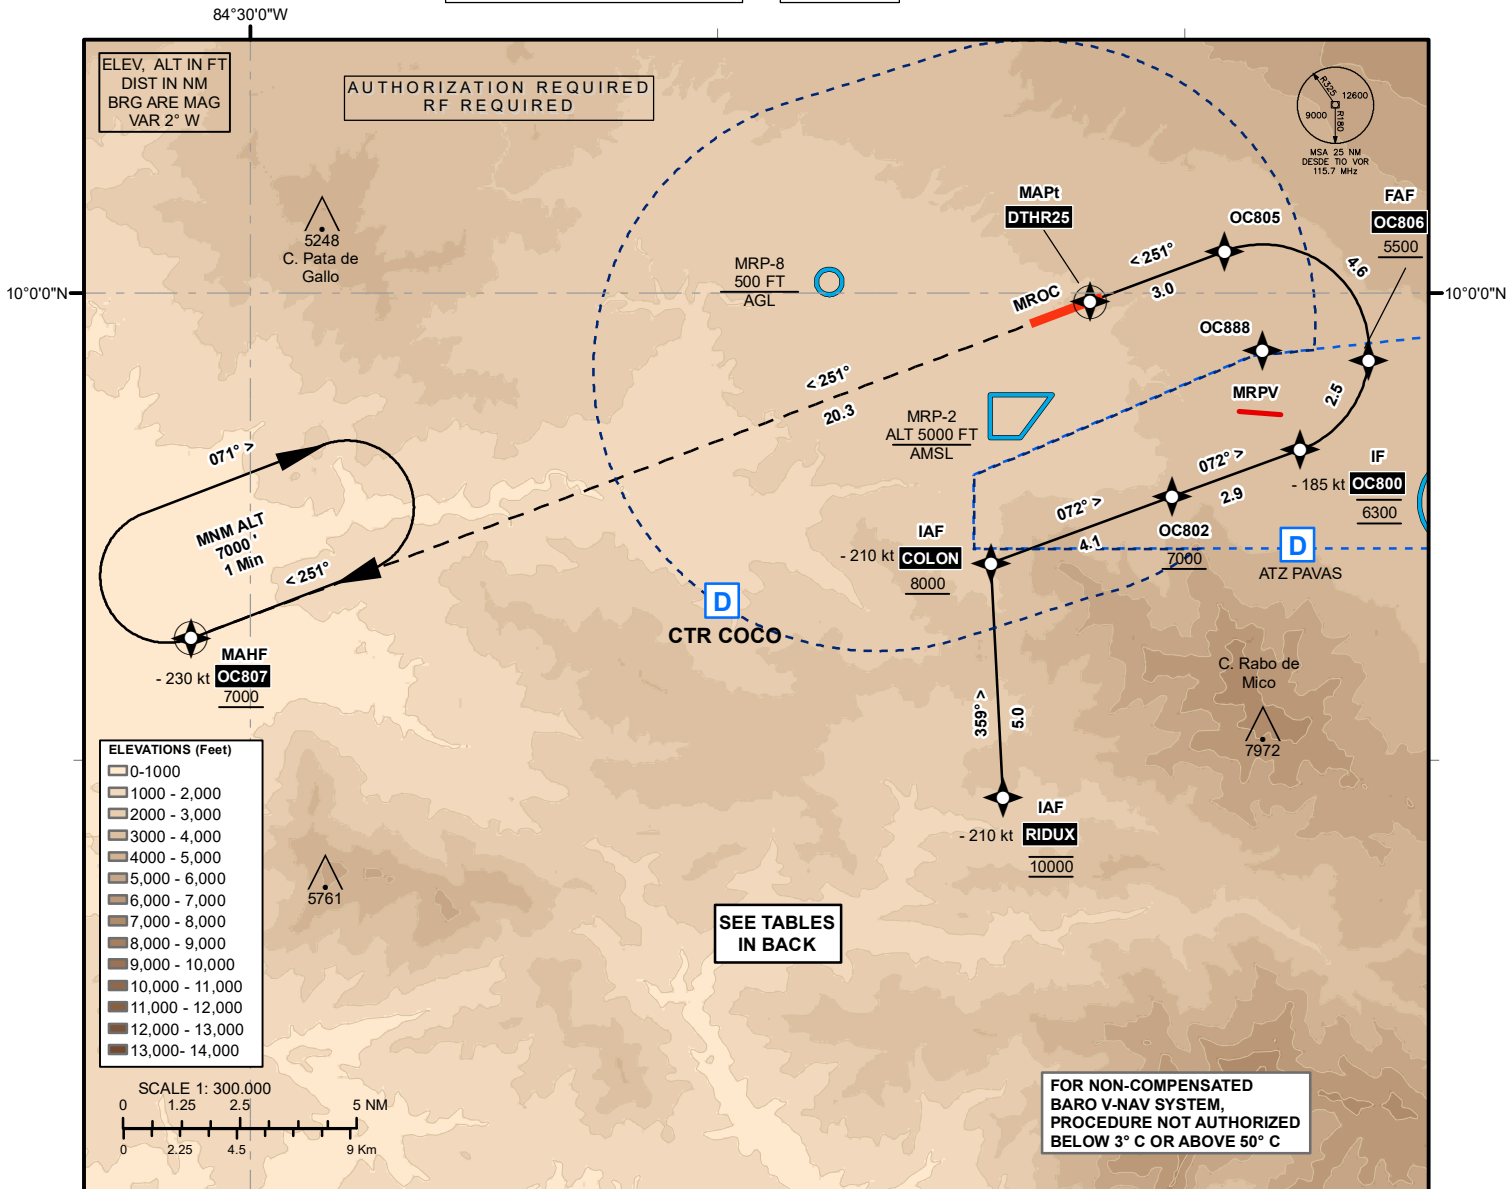 84°30'0"W
ELEV, ALT IN FT
DIST IN NM
BRG ARE MAG
VAR 2° W
AUTHORIZATION REQUIRED
RF REQUIRED
R325
12600
9000
R180
MSA 25 NM
DESDE TIO VOR
115.7 MHz
MAPt
DTHR25
OC805
FAF
OC806
5500
< 251°
3.0
4.6
5248
C. Pata de
Gallo
MRP-8
500 FT
AGL
MROC
10°0'0"N
10°0'0"N
OC888
MRPV
2.5
< 251°
20.3
MRP-2
ALT 5000 FT
AMSL
071° >
MNM ALT
7000 '
1 Min
< 251°
072° >
2.9
IF
- 185 kt
OC800
6300
072° >
4.1
OC802
7000
IAF
- 210 kt
COLON
8000
D
ATZ PAVAS
D
CTR COCO
MAHF
- 230 kt
OC807
7000
C. Rabo de
Mico
7972
359° >
5.0
IAF
- 210 kt
RIDUX
10000
ELEVATIONS (Feet)
0-1000
1000 - 2,000
2000 - 3,000
3000 - 4,000
4000 - 5,000
5,000 - 6,000
6,000 - 7,000
7,000 - 8,000
8,000 - 9,000
9,000 - 10,000
10,000 - 11,000
11,000 - 12,000
12,000 - 13,000
13,000- 14,000
5761
SEE TABLES
IN BACK
SCALE 1: 300.000
0 1.25 2.5 5 NM
0 2.25 4.5 9 Km
FOR NON-COMPENSATED
BARO V-NAV SYSTEM,
PROCEDURE NOT AUTHORIZED
BELOW 3° C OR ABOVE 50° C